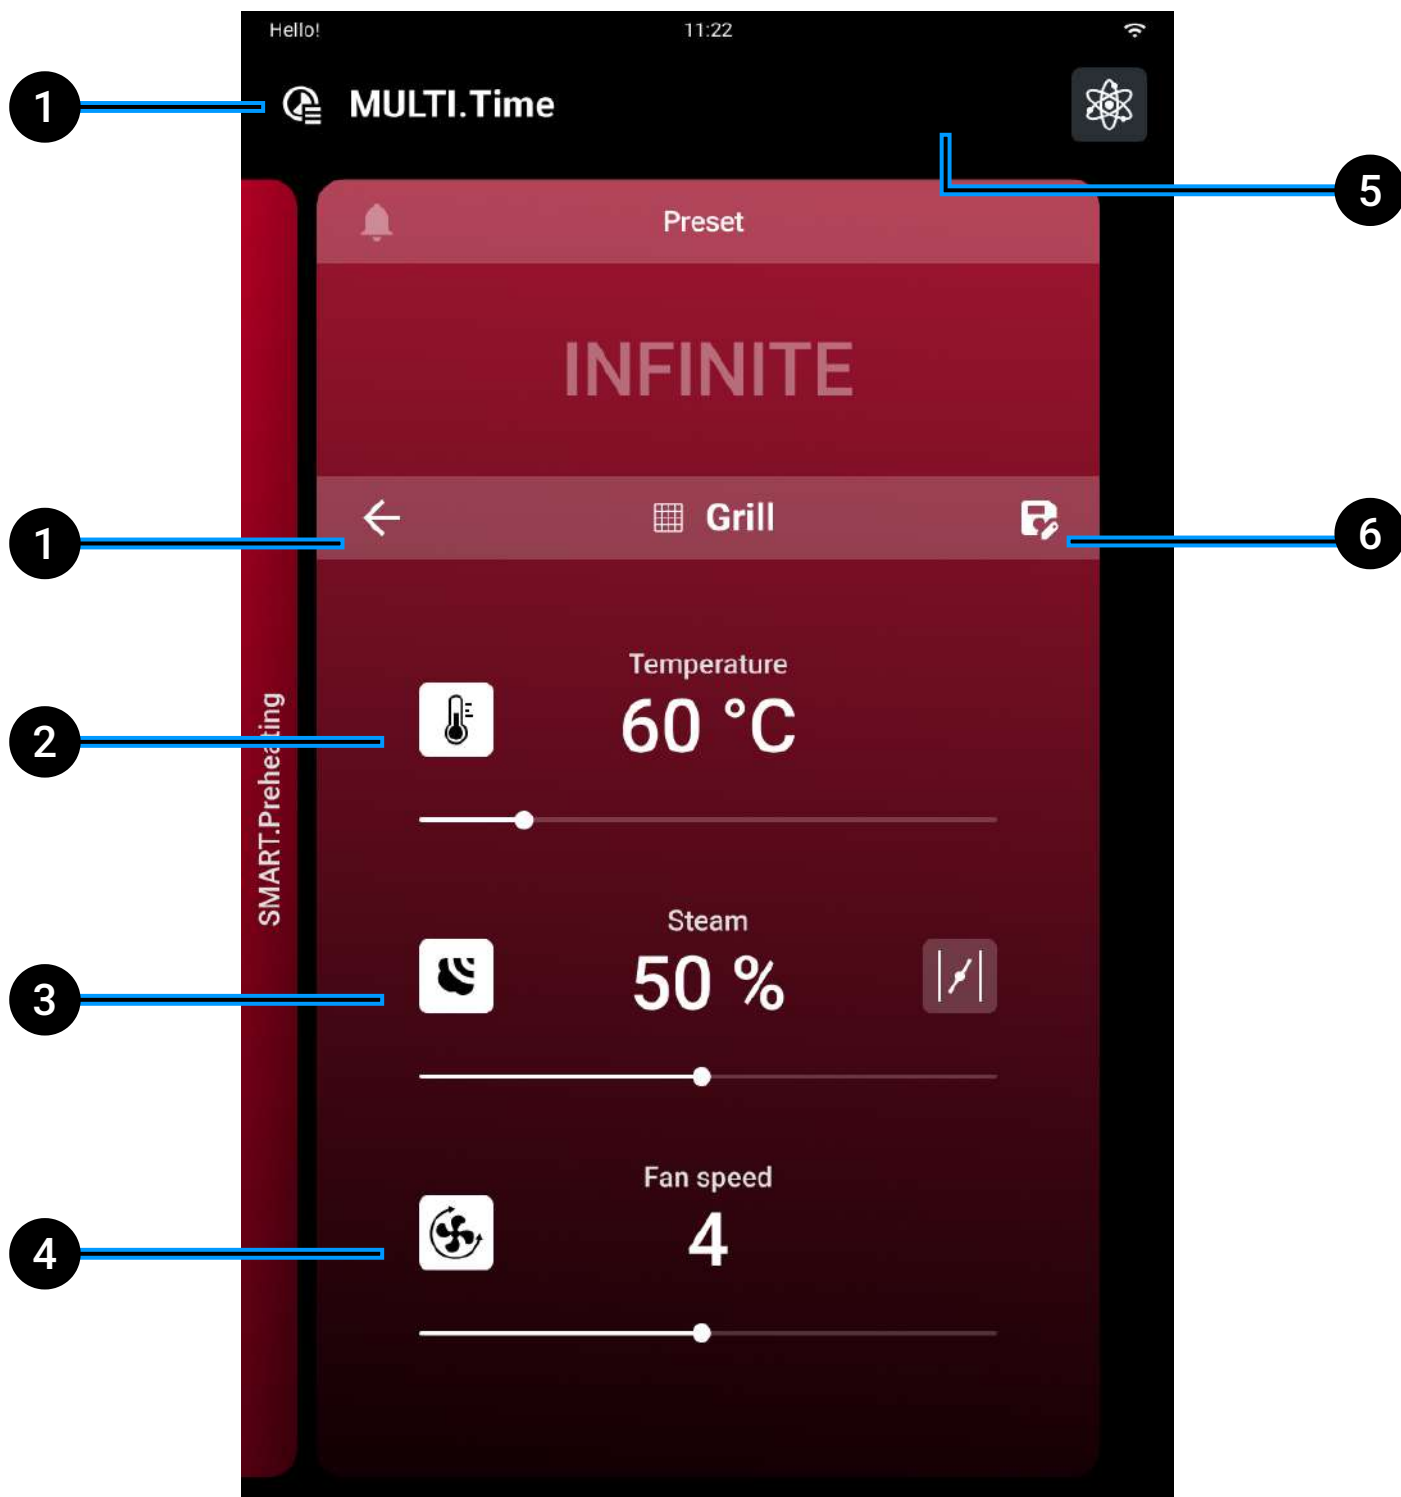 Hello! 11:22
1 MULTI.Time
5
Preset
INFINITE
1 Grill 6
Temperature
2 60 °C
SMART.Preheating
Steam
3 50 %
Fan speed
4 4